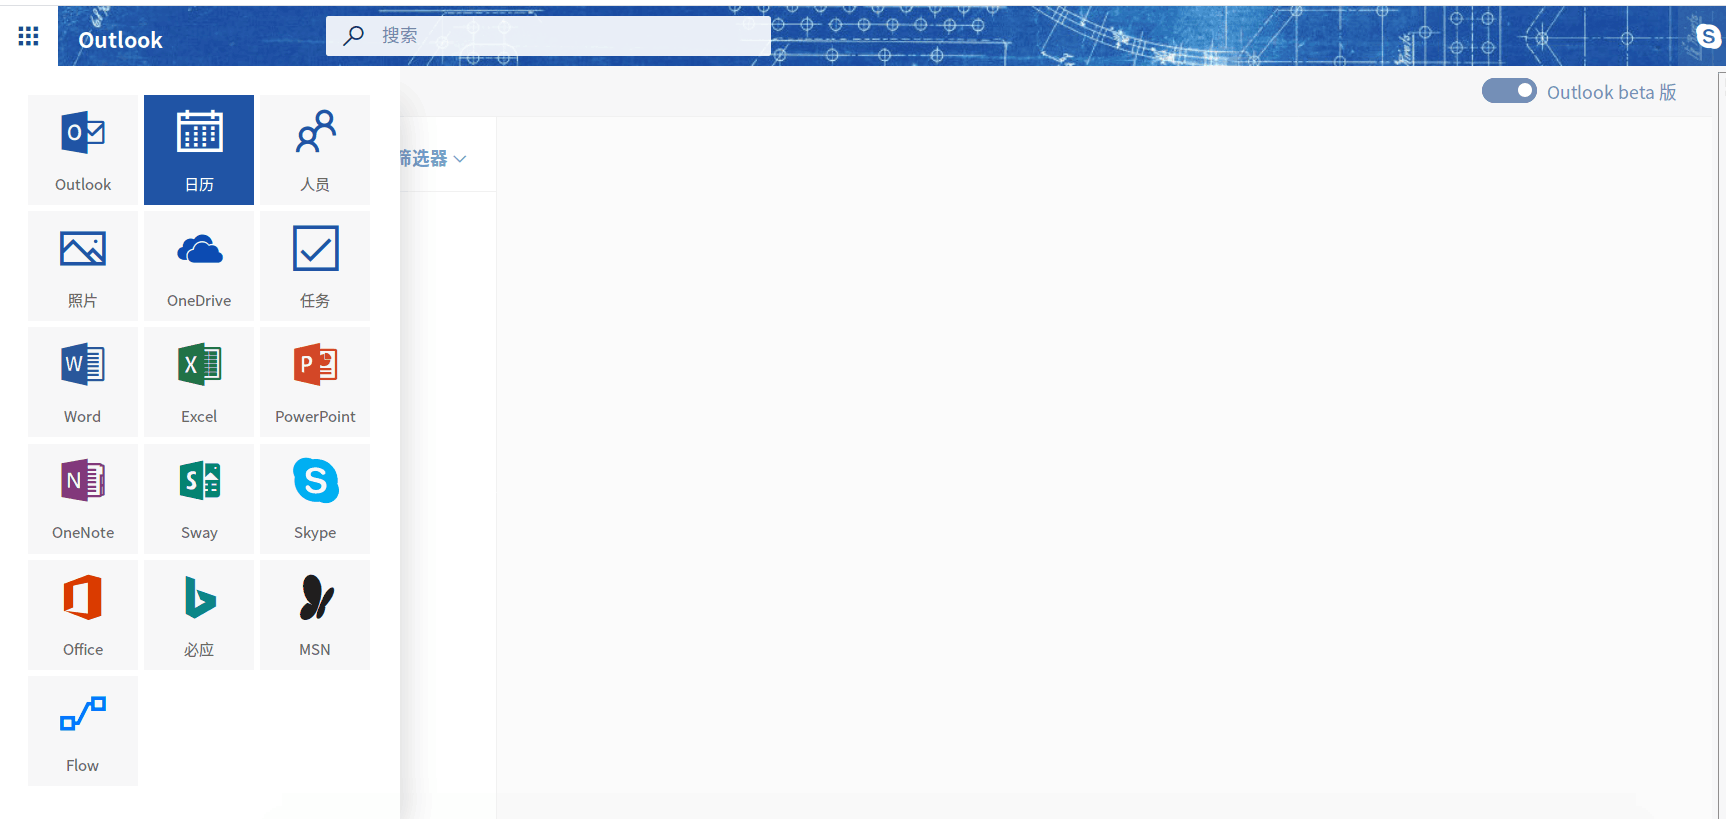 Outlook
搜索
Outlook beta 版
筛选器
Outlook
日历
人员
照片
OneDrive
任务
Word
Excel
PowerPoint
OneNote
Sway
Skype
Office
必应
MSN
Flow